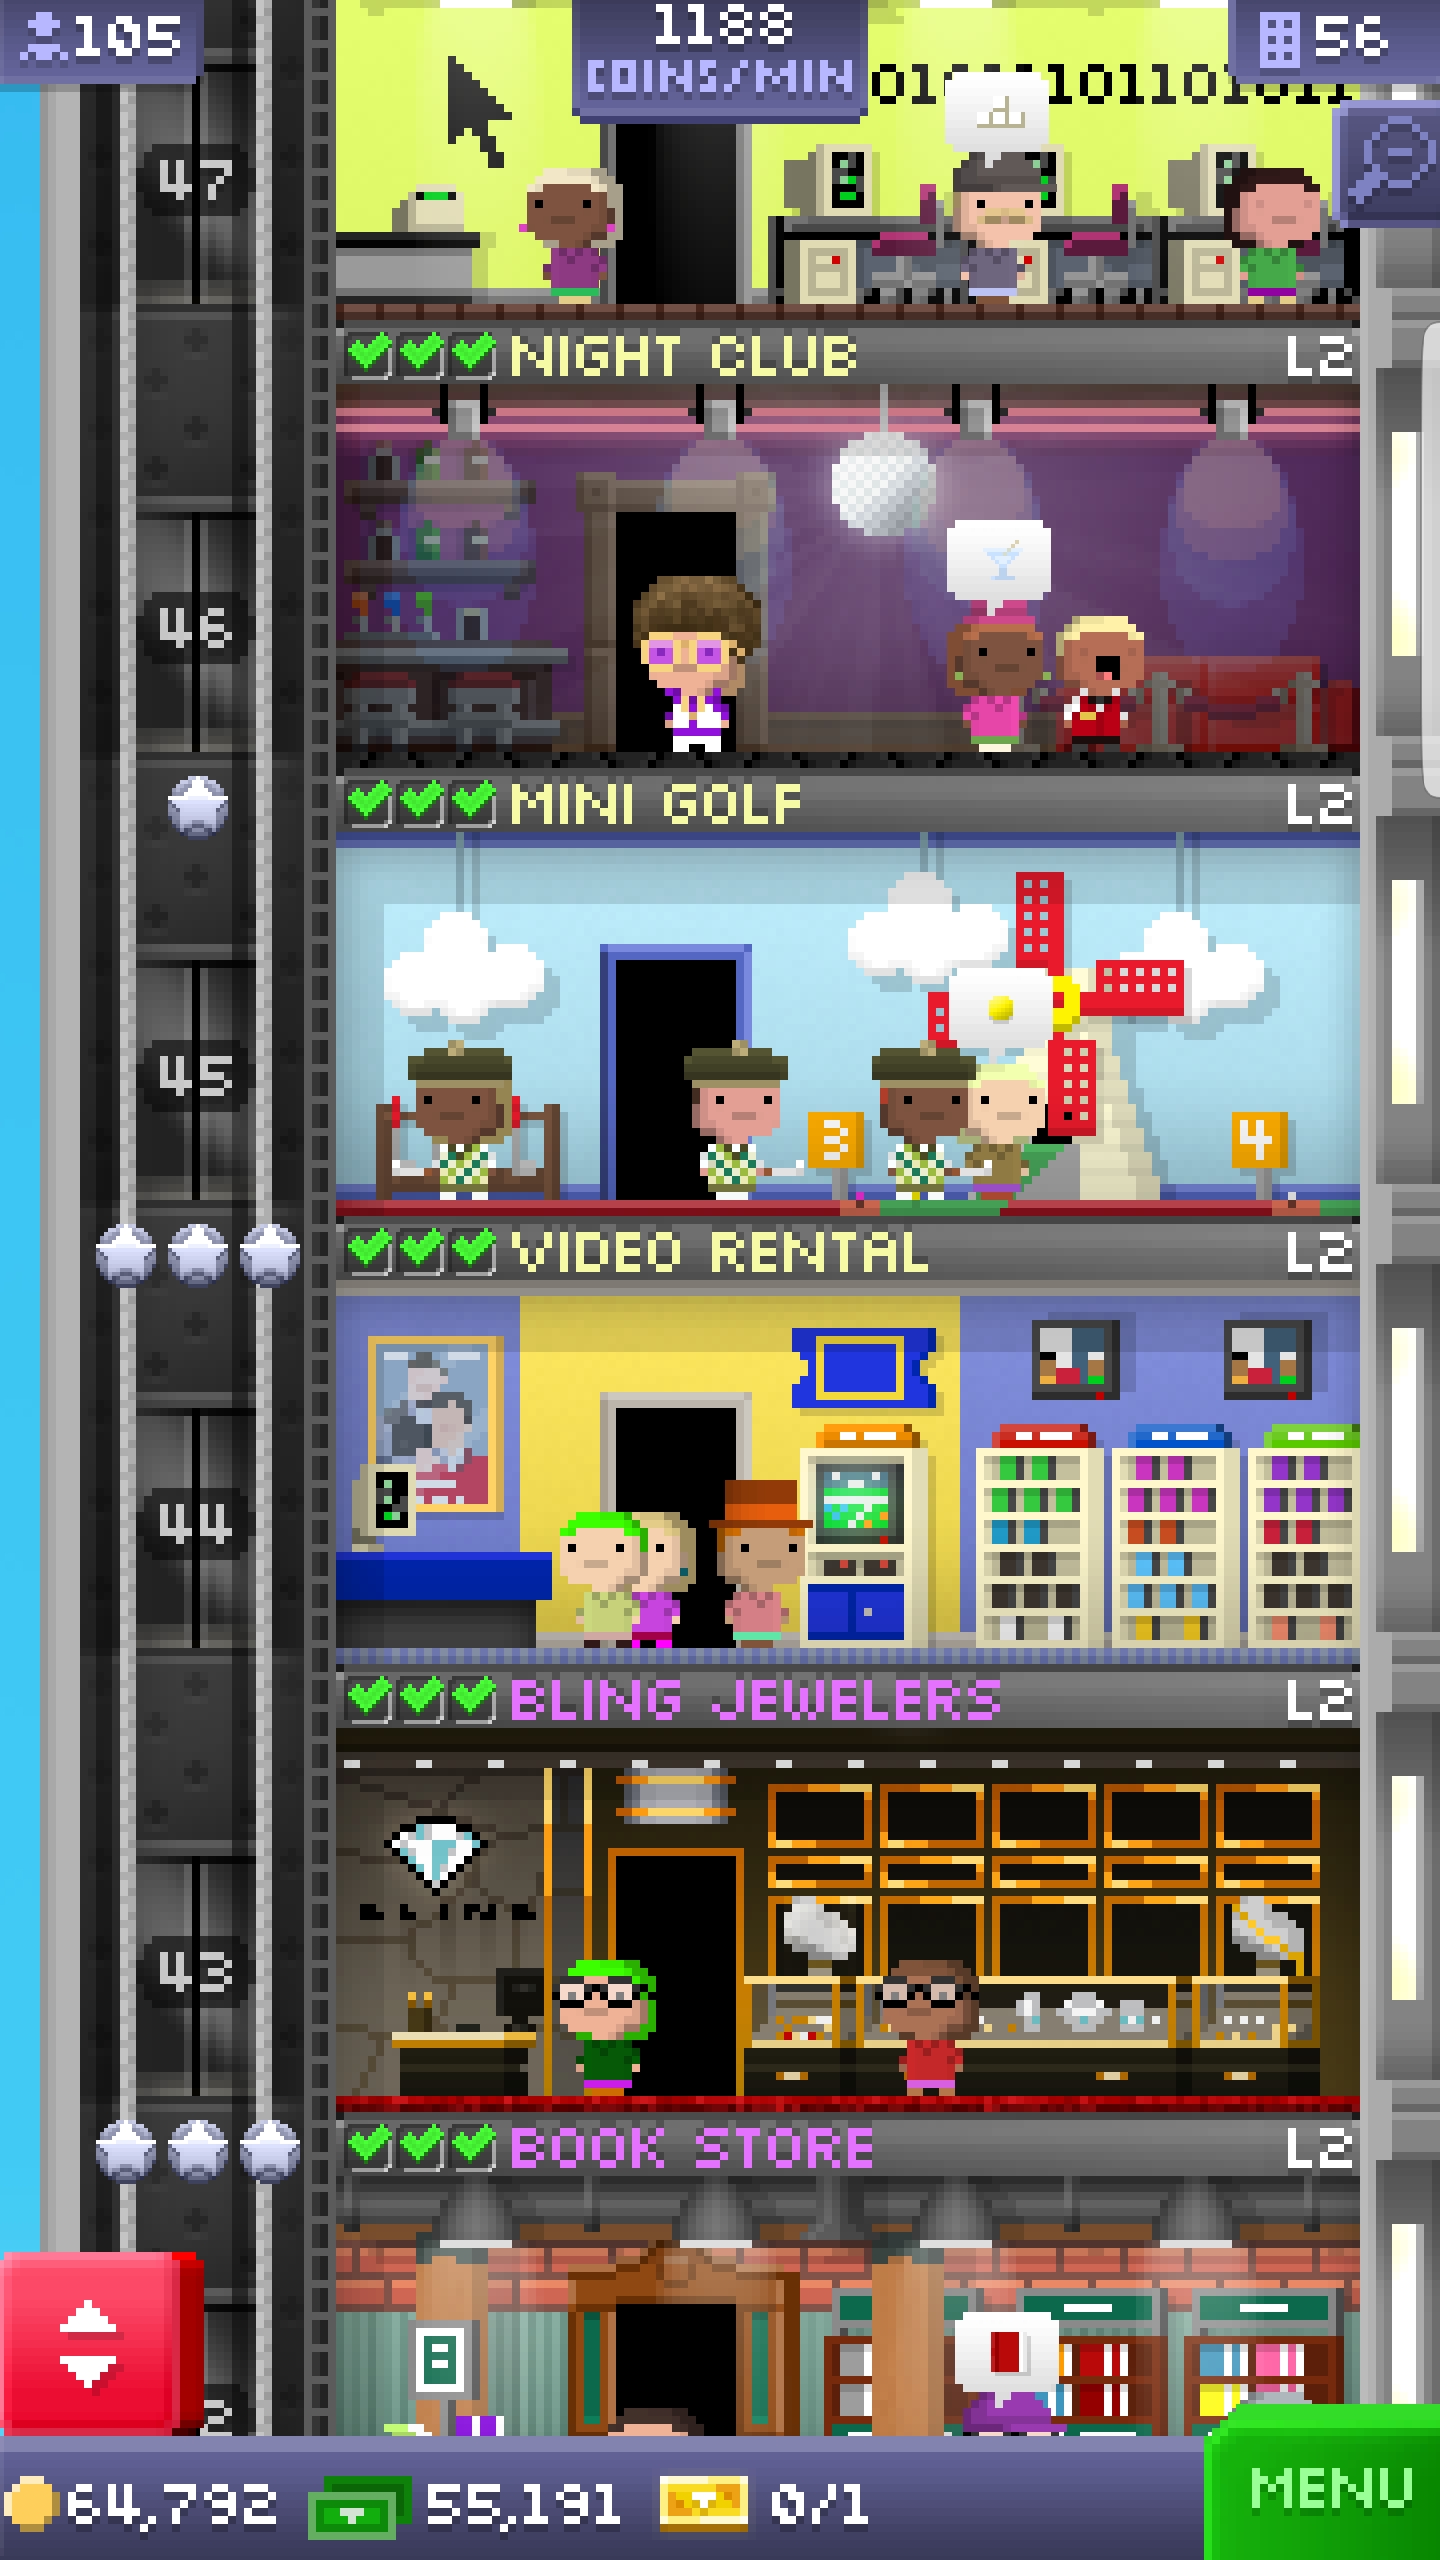 105
1188
COINS/MIN
56
47
NIGHT CLUB
L2
46
MINI GOLF
L2
45
3
4
VIDEO RENTAL
L2
44
BLING JEWELERS
L2
BLING
43
BOOK STORE
L2
64,792
55,191
0/1
MENU